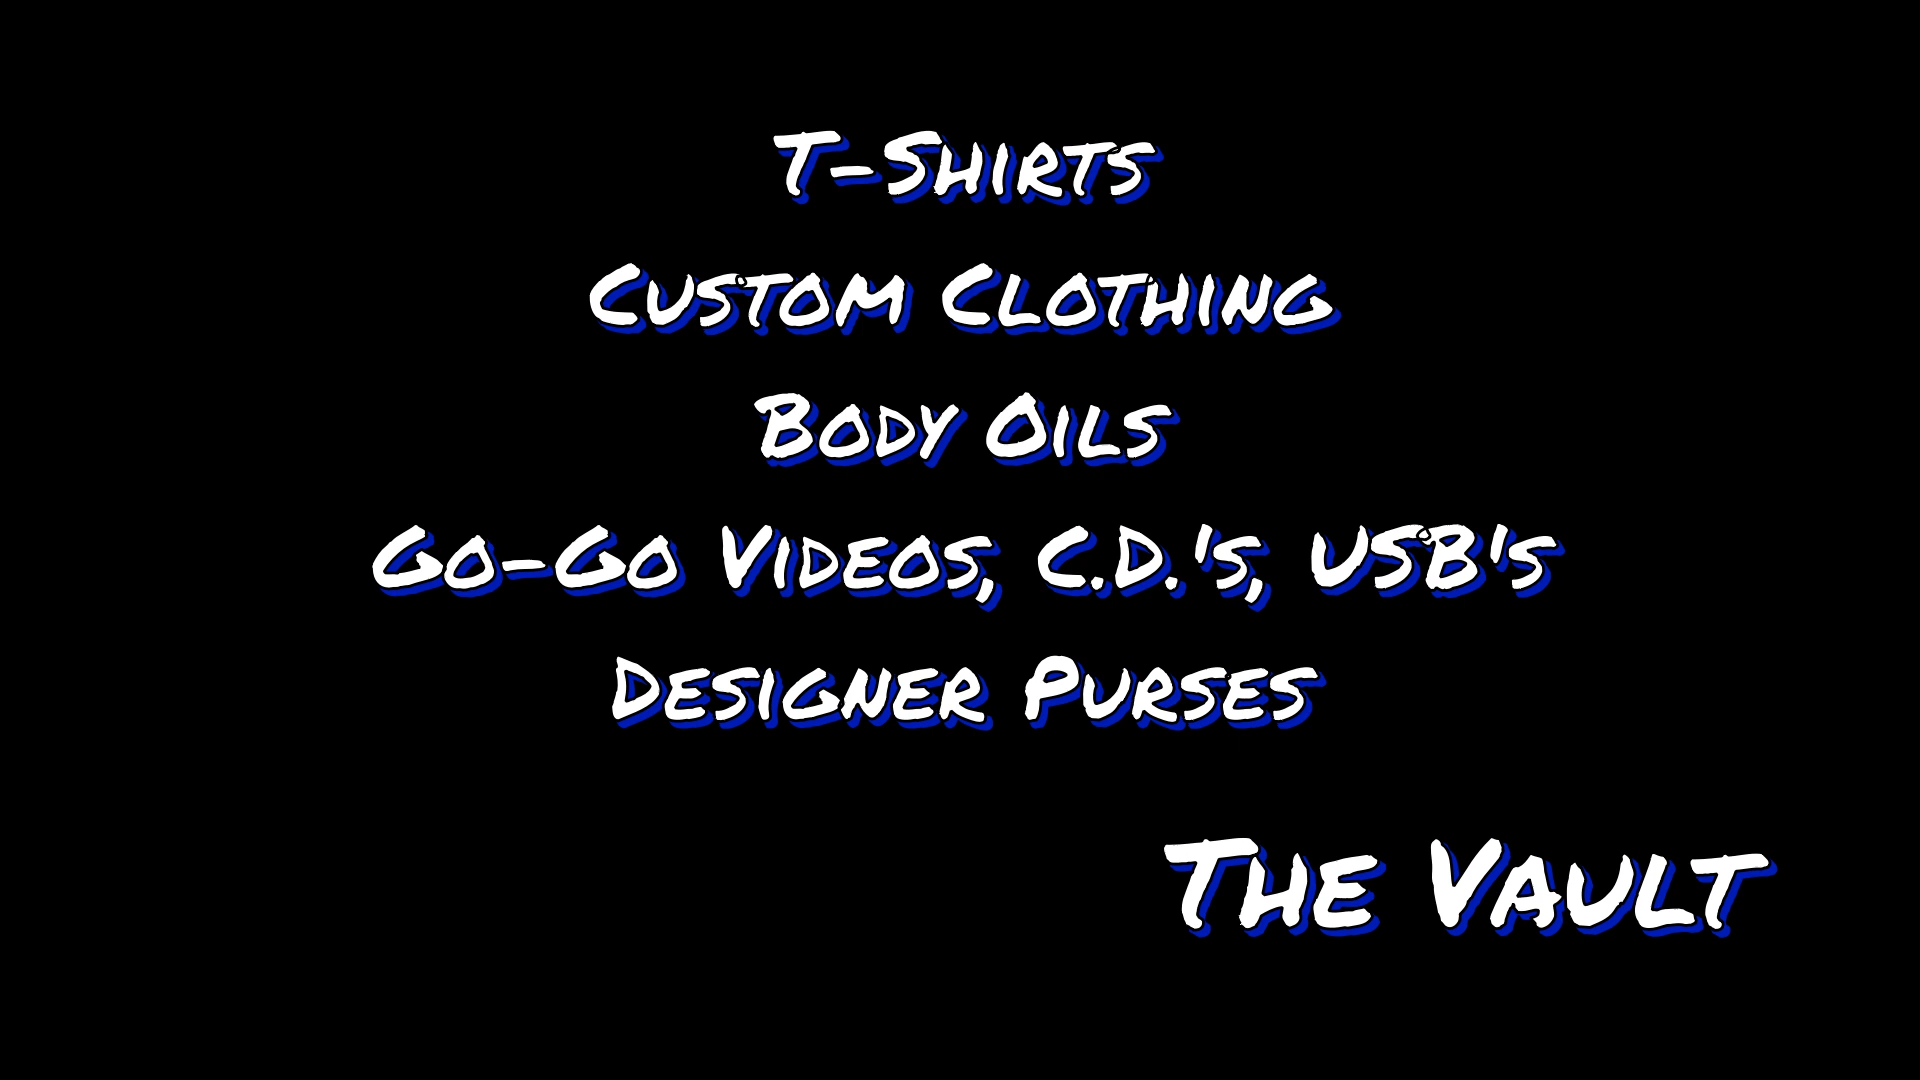 T-Shirts
Custom Clothing
Body Oils
Go-Go Videos, C.D.'s, USB's
Designer Purses
The Vault